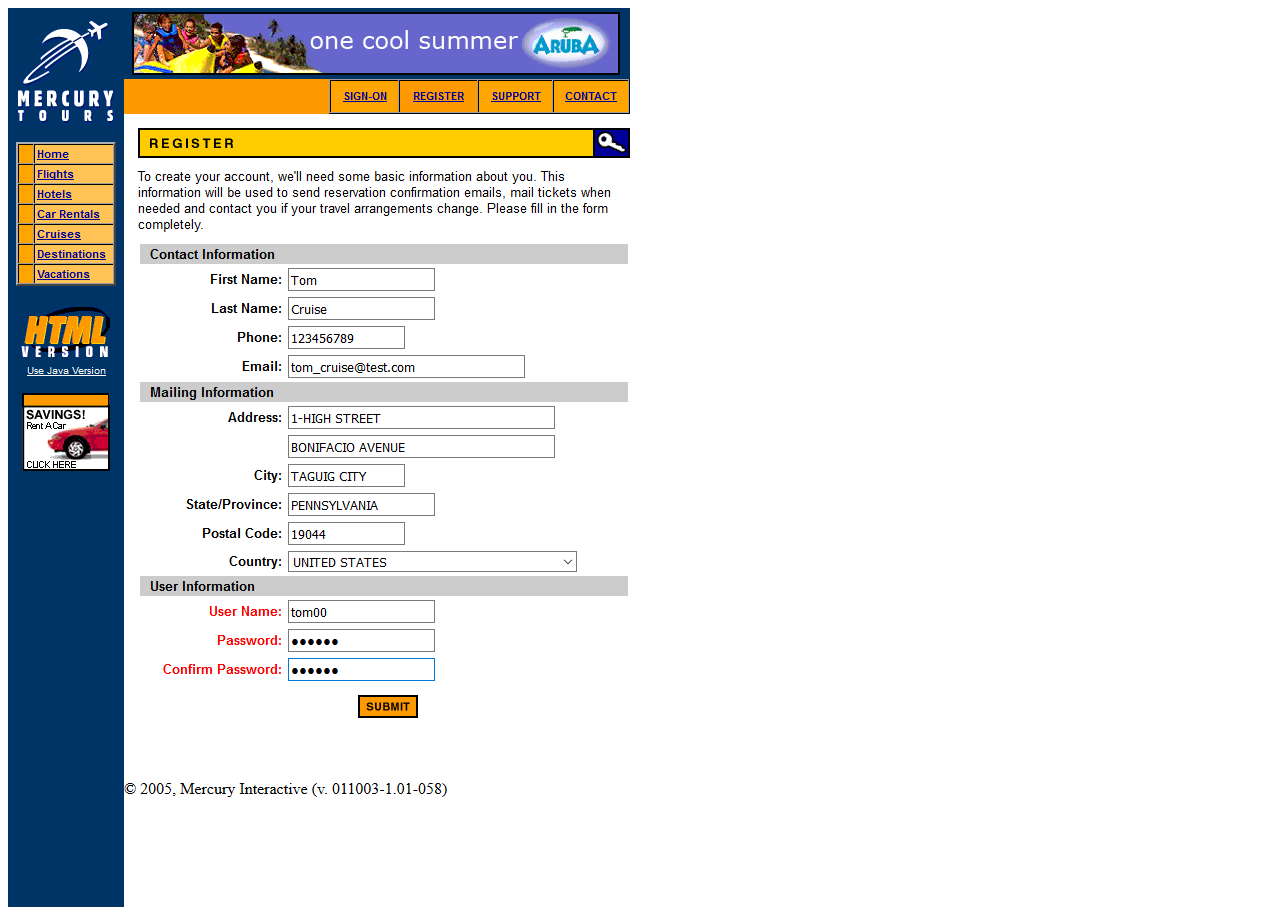 one cool summer ARUBA
MERCURY
TOURS
SIGN-ON REGISTER SUPPORT CONTACT
Home
Flights
Hotels
Car Rentals
Cruises
Destinations
Vacations
HTML
VERSION
Use Java Version
SAVINGS!
Rent A Car
CLICK HERE
REGISTER
To create your account, we'll need some basic information about you. This
information will be used to send reservation confirmation emails, mail tickets when
needed and contact you if your travel arrangements change. Please fill in the form
completely.
Contact Information
First Name: Tom
Last Name: Cruise
Phone: 123456789
Email: tom_cruise@test.com
Mailing Information
Address: 1-HIGH STREET
BONIFACIO AVENUE
City: TAGUIG CITY
State/Province: PENNSYLVANIA
Postal Code: 19044
Country: UNITED STATES
User Information
User Name: tom00
Password: ●●●●●●
Confirm Password: ●●●●●●
SUBMIT
© 2005, Mercury Interactive (v. 011003-1.01-058)